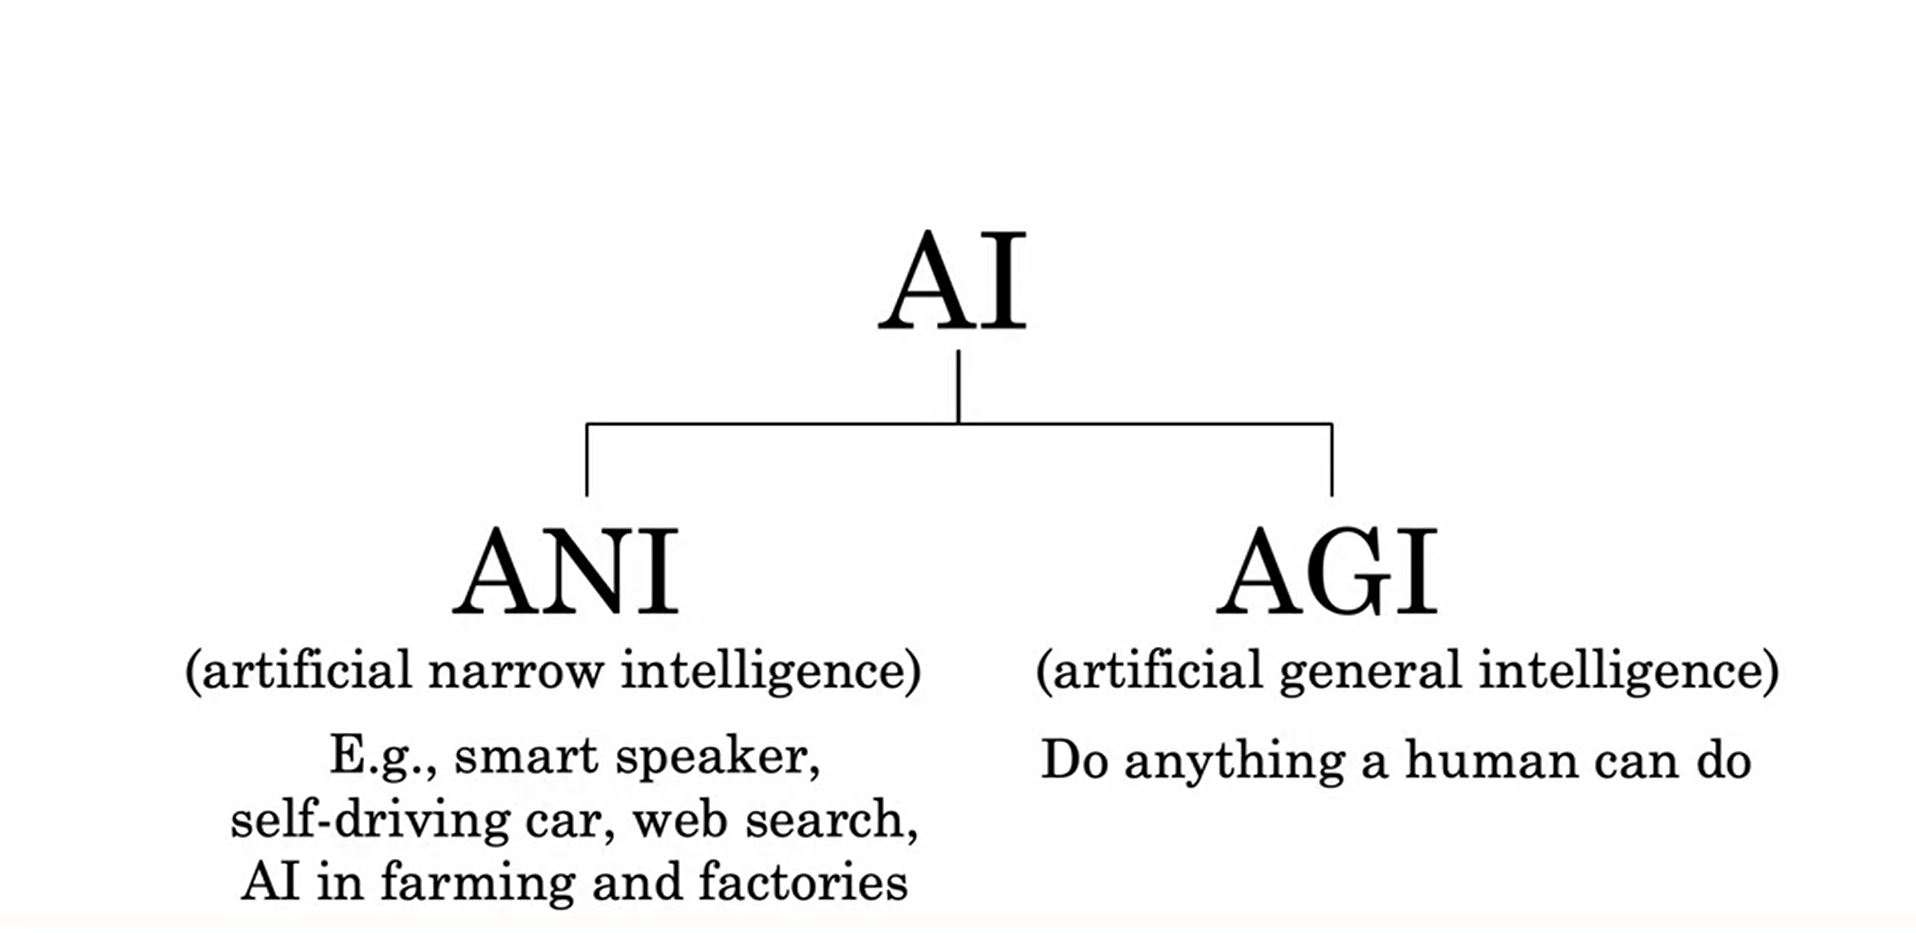 AI
ANI
(artificial narrow intelligence)
E.g., smart speaker,
self-driving car, web search,
AI in farming and factories
AGI
(artificial general intelligence)
Do anything a human can do